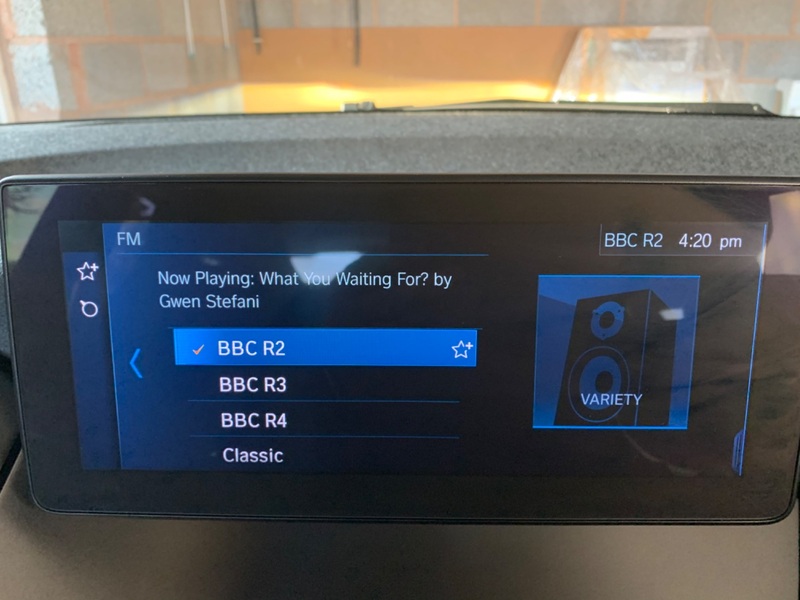 FM
BBC R2 4:20 pm
Now Playing: What You Waiting For? by
Gwen Stefani
BBC R2
BBC R3
BBC R4
Classic
VARIETY